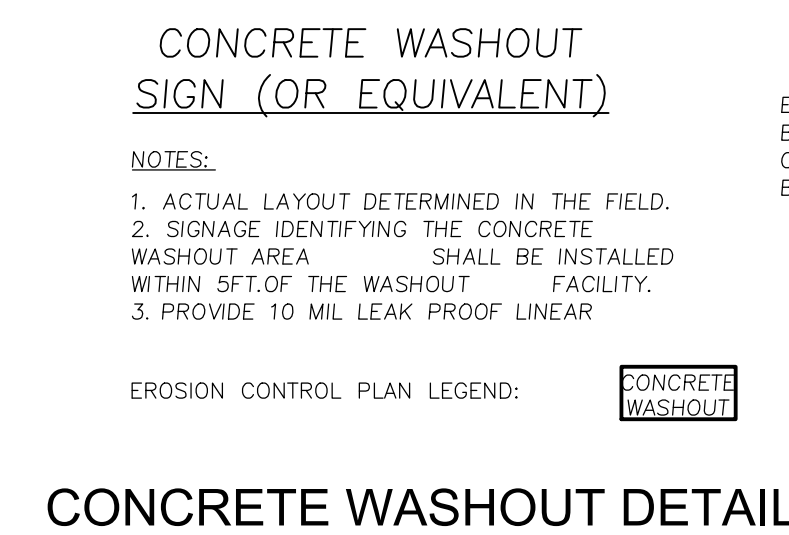 CONCRETE WASHOUT
SIGN (OR EQUIVALENT)
NOTES:
1. ACTUAL LAYOUT DETERMINED IN THE FIELD.
2. SIGNAGE IDENTIFYING THE CONCRETE
WASHOUT AREA SHALL BE INSTALLED
WITHIN 5FT.OF THE WASHOUT FACILITY.
3. PROVIDE 10 MIL LEAK PROOF LINEAR
EROSION CONTROL PLAN LEGEND:
CONCRETE
WASHOUT
CONCRETE WASHOUT DETAIL